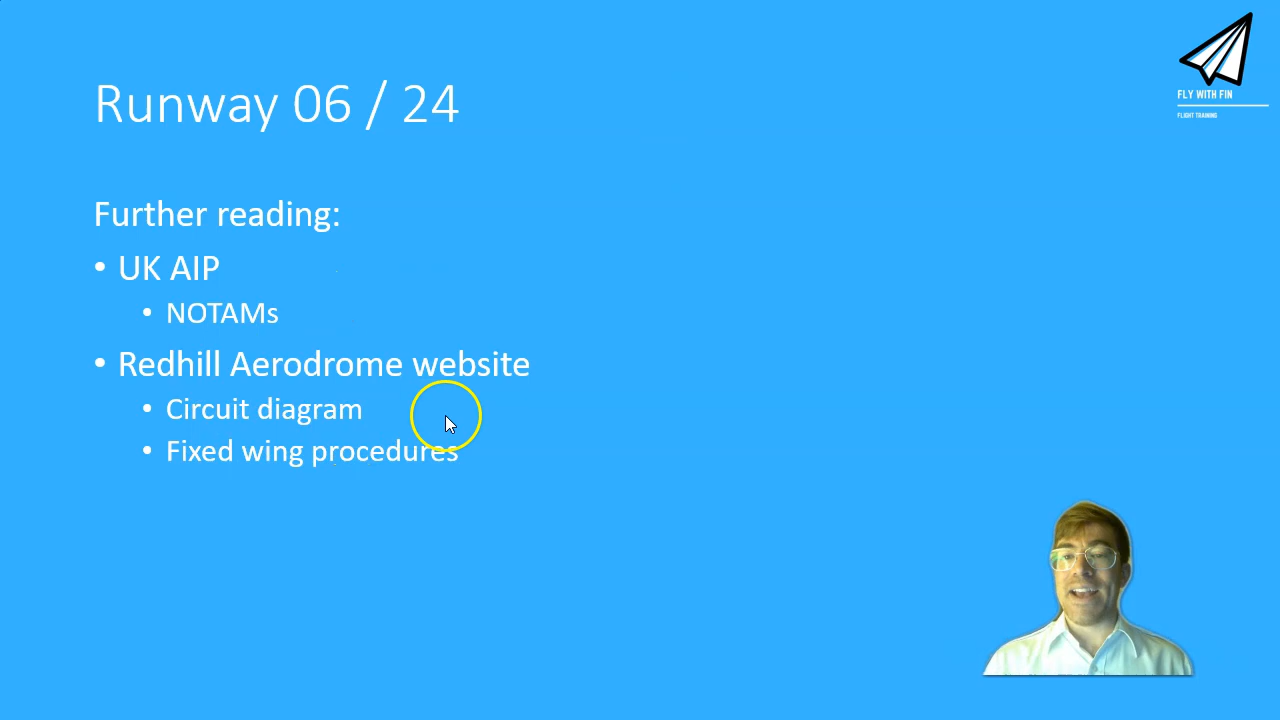 FLY WITH FIN
FLIGHT TRAINING
Runway 06 / 24
Further reading:
• UK AIP
• NOTAMs
• Redhill Aerodrome website
• Circuit diagram
• Fixed wing procedures